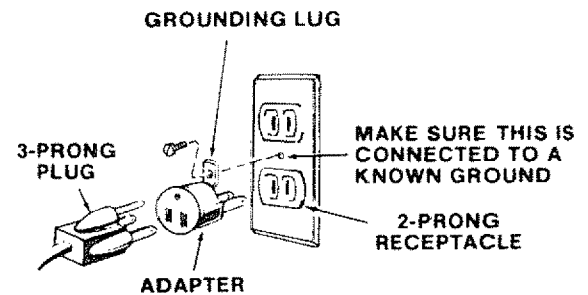 GROUNDING LUG
3-PRONG
PLUG
MAKE SURE THIS IS
CONNECTED TO A
KNOWN GROUND
2-PRONG
RECEPTACLE
ADAPTER